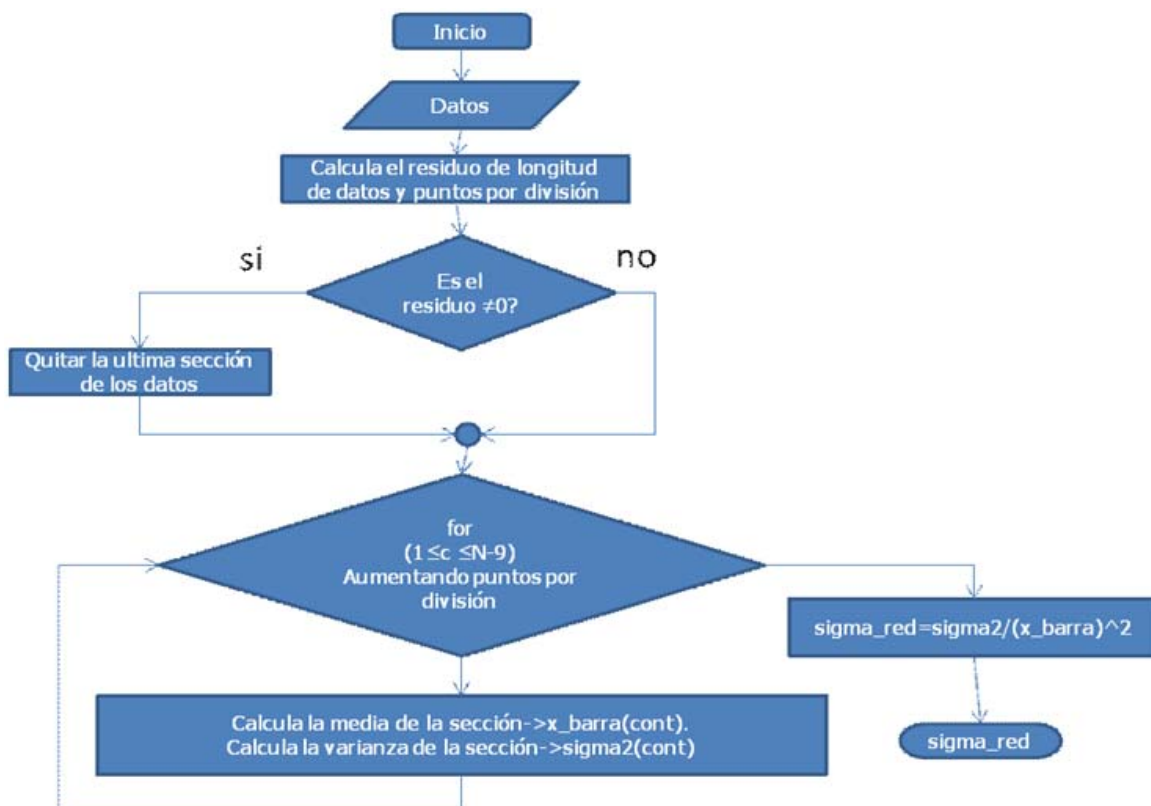 Inicio
Datos
Calcula el residuo de longitud
de datos y puntos por división
si
no
Es el
residuo ≠0?
Quitar la ultima sección
de los datos
for
(1≤c ≤N-9)
Aumentando puntos por
división
sigma_red=sigma2/(x_barra)^2
Calcula la media de la sección->x_barra(cont).
Calcula la varianza de la sección->sigma2(cont)
sigma_red